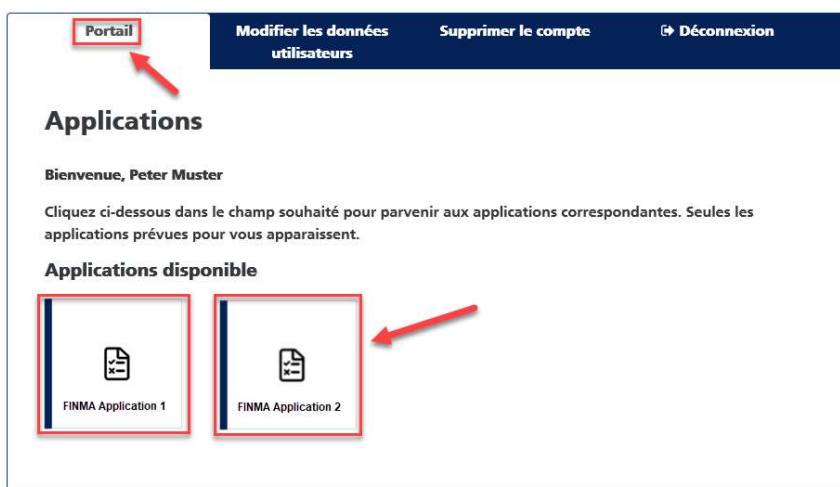 Portail
Modifier les données
utilisateurs
Supprimer le compte
Déconnexion
Applications
Bienvenue, Peter Muster
Cliquez ci-dessous dans le champ souhaité pour parvenir aux applications correspondantes. Seules les
applications prévues pour vous apparaissent.
Applications disponible
FINMA Application 1
FINMA Application 2